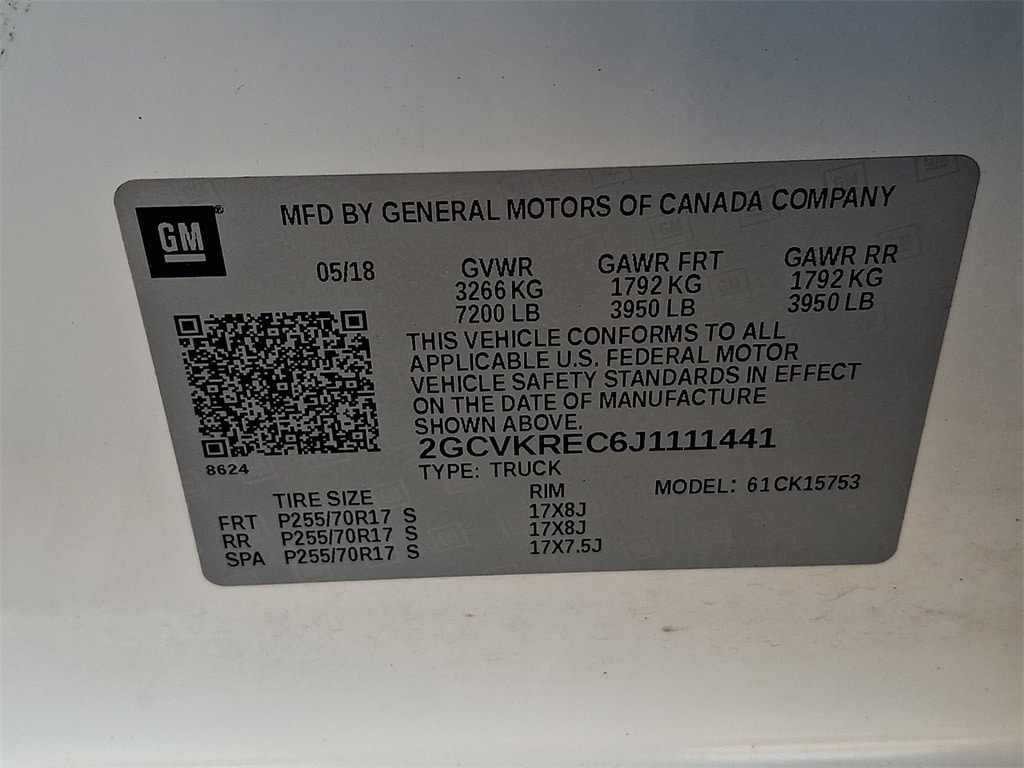 GM
MFD BY GENERAL MOTORS OF CANADA COMPANY
05/18 GVWR GAWR FRT GAWR RR
3266 KG 1792 KG 1792 KG
7200 LB 3950 LB 3950 LB
THIS VEHICLE CONFORMS TO ALL
APPLICABLE U.S. FEDERAL MOTOR
VEHICLE SAFETY STANDARDS IN EFFECT
ON THE DATE OF MANUFACTURE
SHOWN ABOVE.
2GCVKREC6J1111441
8624 TYPE: TRUCK
TIRE SIZE RIM MODEL: 61CK15753
FRT P255/70R17 S 17X8J
RR P255/70R17 S 17X8J
SPA P255/70R17 S 17X7.5J